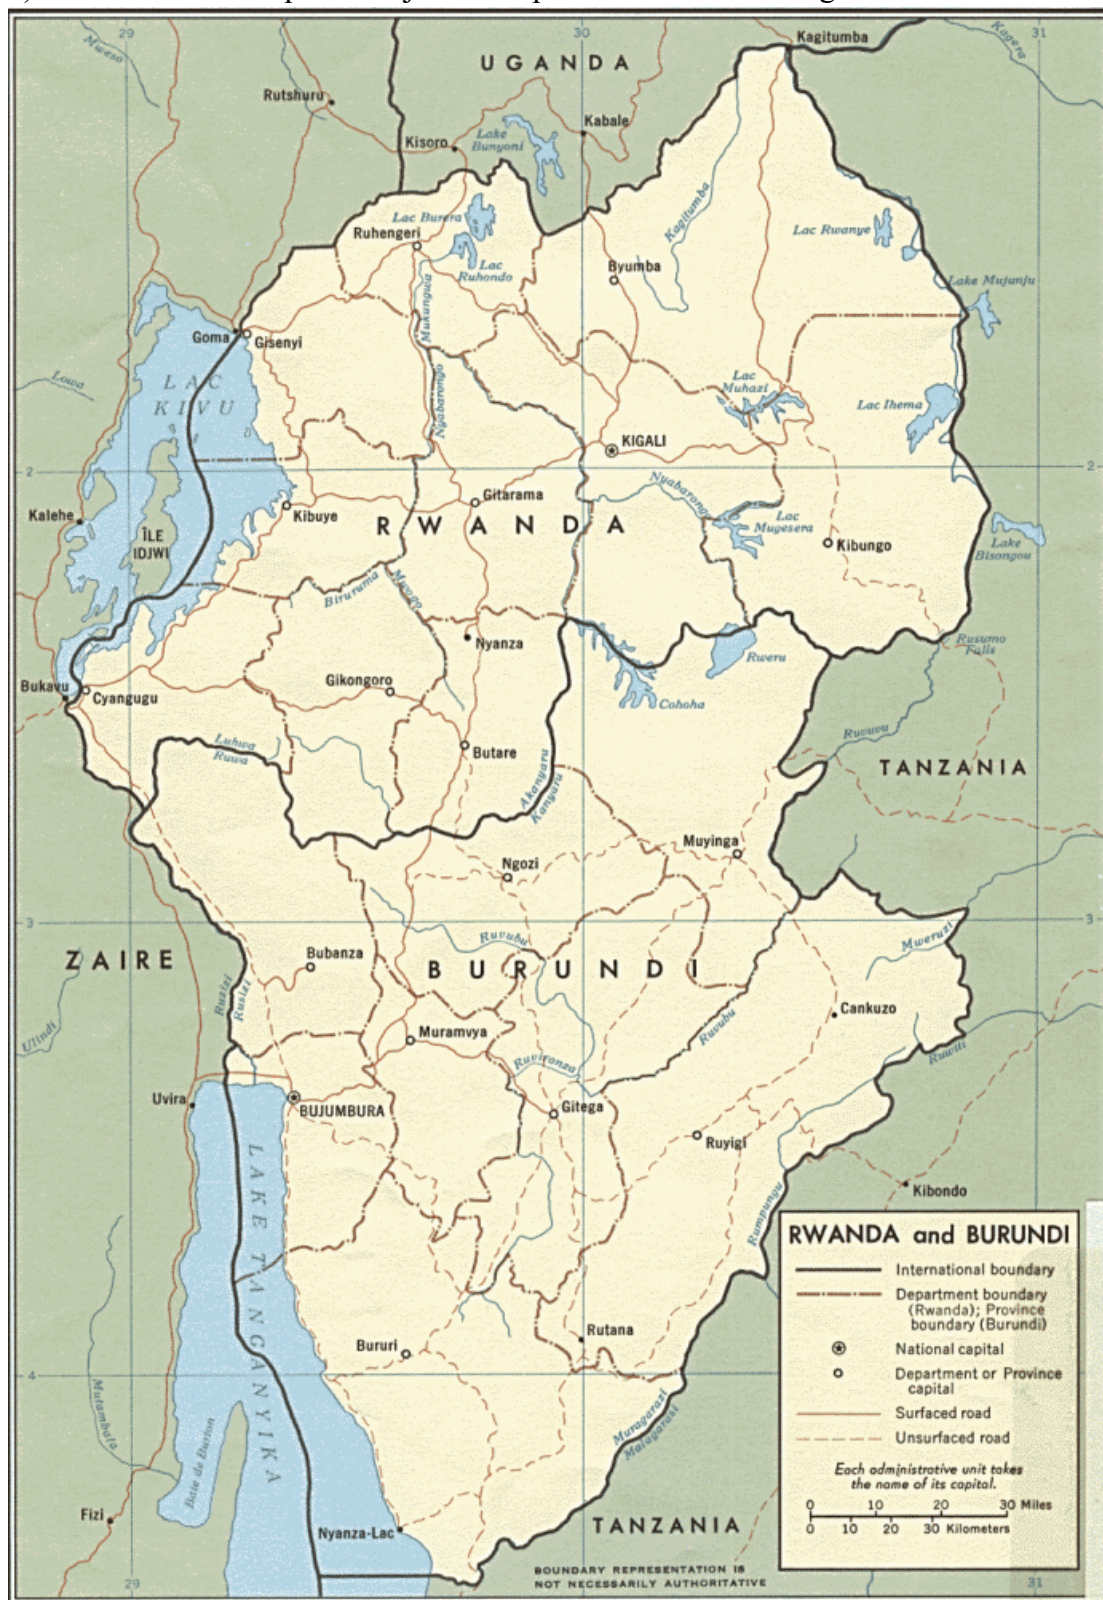 29
30
31
Mweso
UGANDA
Kagitumba
Kagera
Rutshuru
Kabale
Kisoro
Lake
Bunyoni
Kagitumba
Lac Burera
Ruhengeri
Lac
Ruhondo
Lac Rwanye
Byumba
Mukungwa
Lake Mujunju
Goma
Gisenyi
Lowa
LAC
KIVU
Nyabarongo
Lac
Muhazi
Lac Ihema
KIGALI
2
2
Nyabarongo
Gitarama
Kibuye
Kalehe
RWANDA
Lac
Mugesera
ÎLE
IDJWI
Kibungo
Lake
Bisongou
Biruruma
Mwogo
Nyanza
Rweru
Rusumo
Falls
Bukavu
Cyangugu
Gikongoro
Cohoha
Luhwa
Ruwa
Butare
Akanyaru
Kanyaru
Ruvuvu
TANZANIA
Muyinga
Ngozi
3
3
ZAIRE
Ruvubu
Mweruzi
Bubanza
BURUNDI
Ruzizi
Rusizi
Cankuzo
Ulindi
Muramvya
Ruvubu
Ruvironza
Ruwiti
Uvira
BUJUMBURA
Gitega
Ruyigi
LAKE TANGANYIKA
Kibondo
Rumpungu
RWANDA and BURUNDI
International boundary
Department boundary
(Rwanda); Province
boundary (Burundi)
National capital
Department or Province
capital
Surfaced road
Unsurfaced road
Each administrative unit takes
the name of its capital.
0 10 20 30 Miles
0 10 20 30 Kilometers
Rutana
Bururi
4
Mutambala
Muragarazi
Malagarasi
Baie de Burton
Fizi
Nyanza-Lac
TANZANIA
BOUNDARY REPRESENTATION IS
NOT NECESSARILY AUTHORITATIVE
29
31